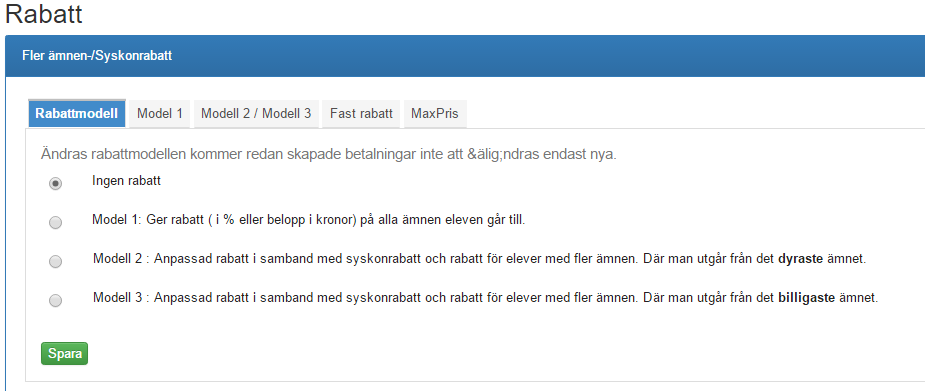 Rabatt
Fler ämnen-/Syskonrabatt
Rabattmodell Model 1 Modell 2 / Modell 3 Fast rabatt MaxPris
Ändras rabattmodellen kommer redan skapade betalningar inte att &älig;ndras endast nya.
Ingen rabatt
Model 1: Ger rabatt ( i % eller belopp i kronor) på alla ämnen eleven går till.
Modell 2 : Anpassad rabatt i samband med syskonrabatt och rabatt för elever med fler ämnen. Där man utgår från det dyraste ämnet.
Modell 3 : Anpassad rabatt i samband med syskonrabatt och rabatt för elever med fler ämnen. Där man utgår från det billigaste ämnet.
Spara